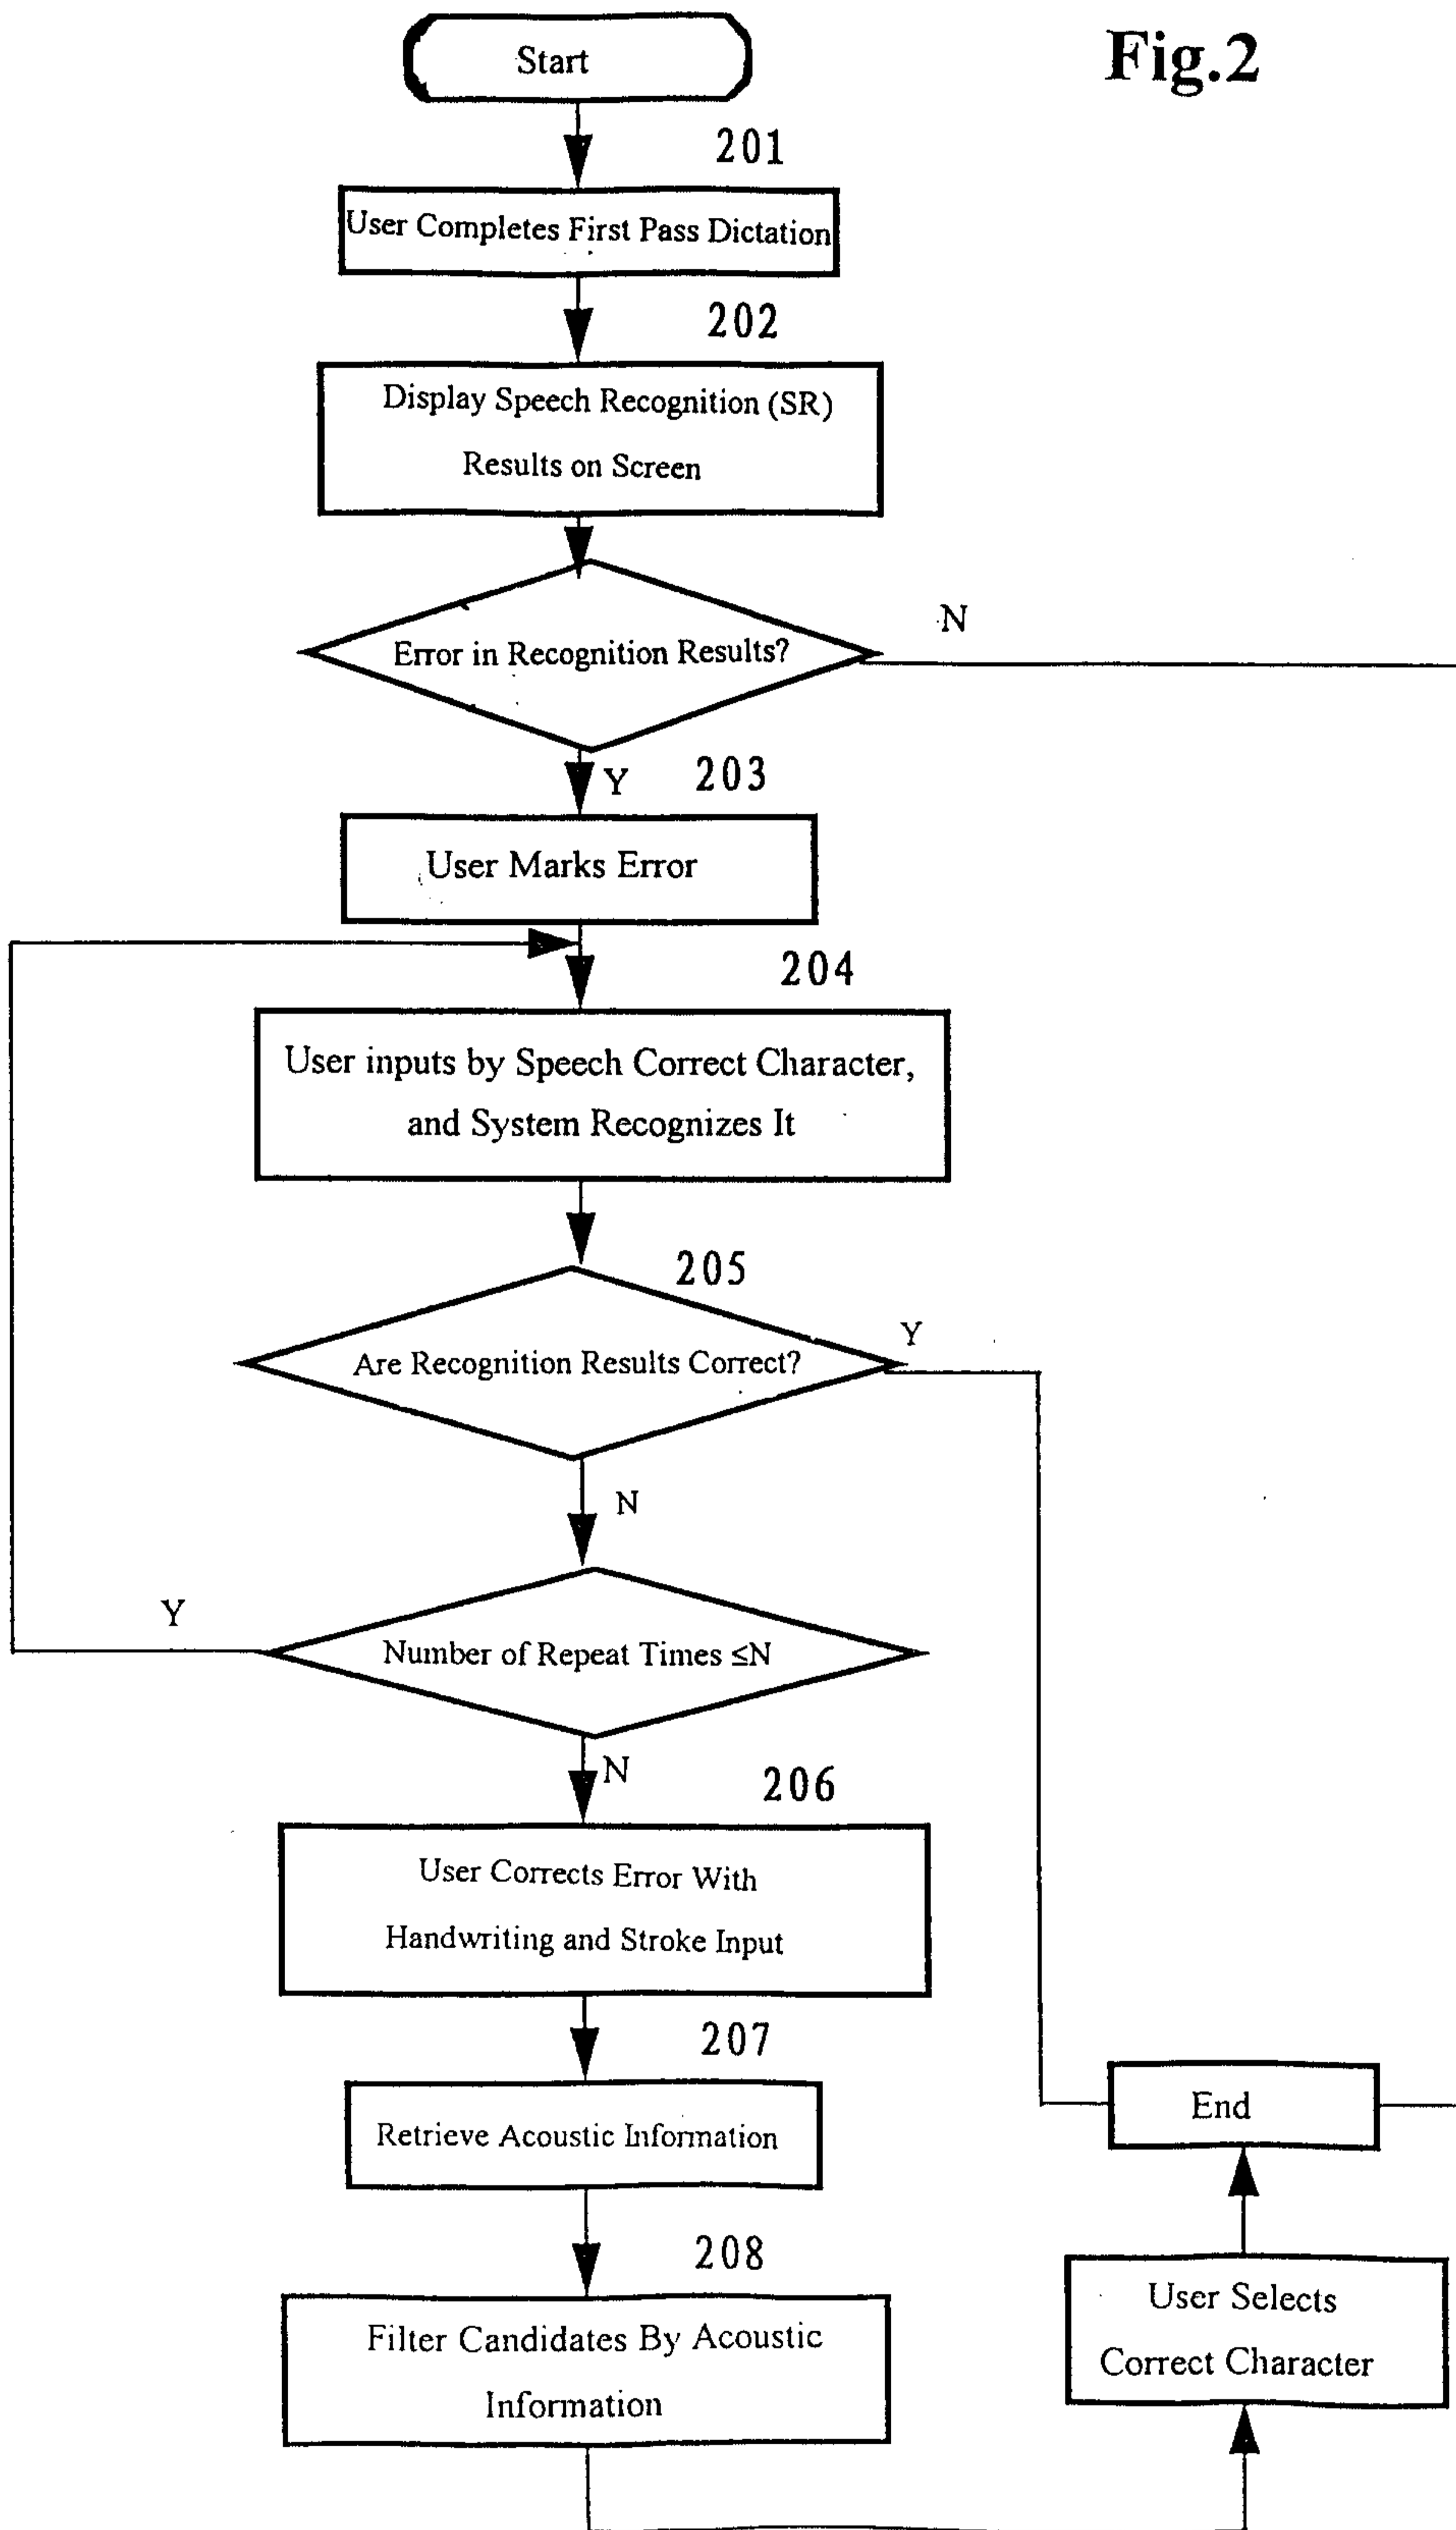 Fig.2
Start
201
User Completes First Pass Dictation
202
Display Speech Recognition (SR)
Results on Screen
Error in Recognition Results?
N
Y
203
User Marks Error
204
User inputs by Speech Correct Character,
and System Recognizes It
205
Are Recognition Results Correct?
Y
N
Number of Repeat Times ≤N
Y
N
206
User Corrects Error With
Handwriting and Stroke Input
207
Retrieve Acoustic Information
208
Filter Candidates By Acoustic
Information
End
User Selects
Correct Character